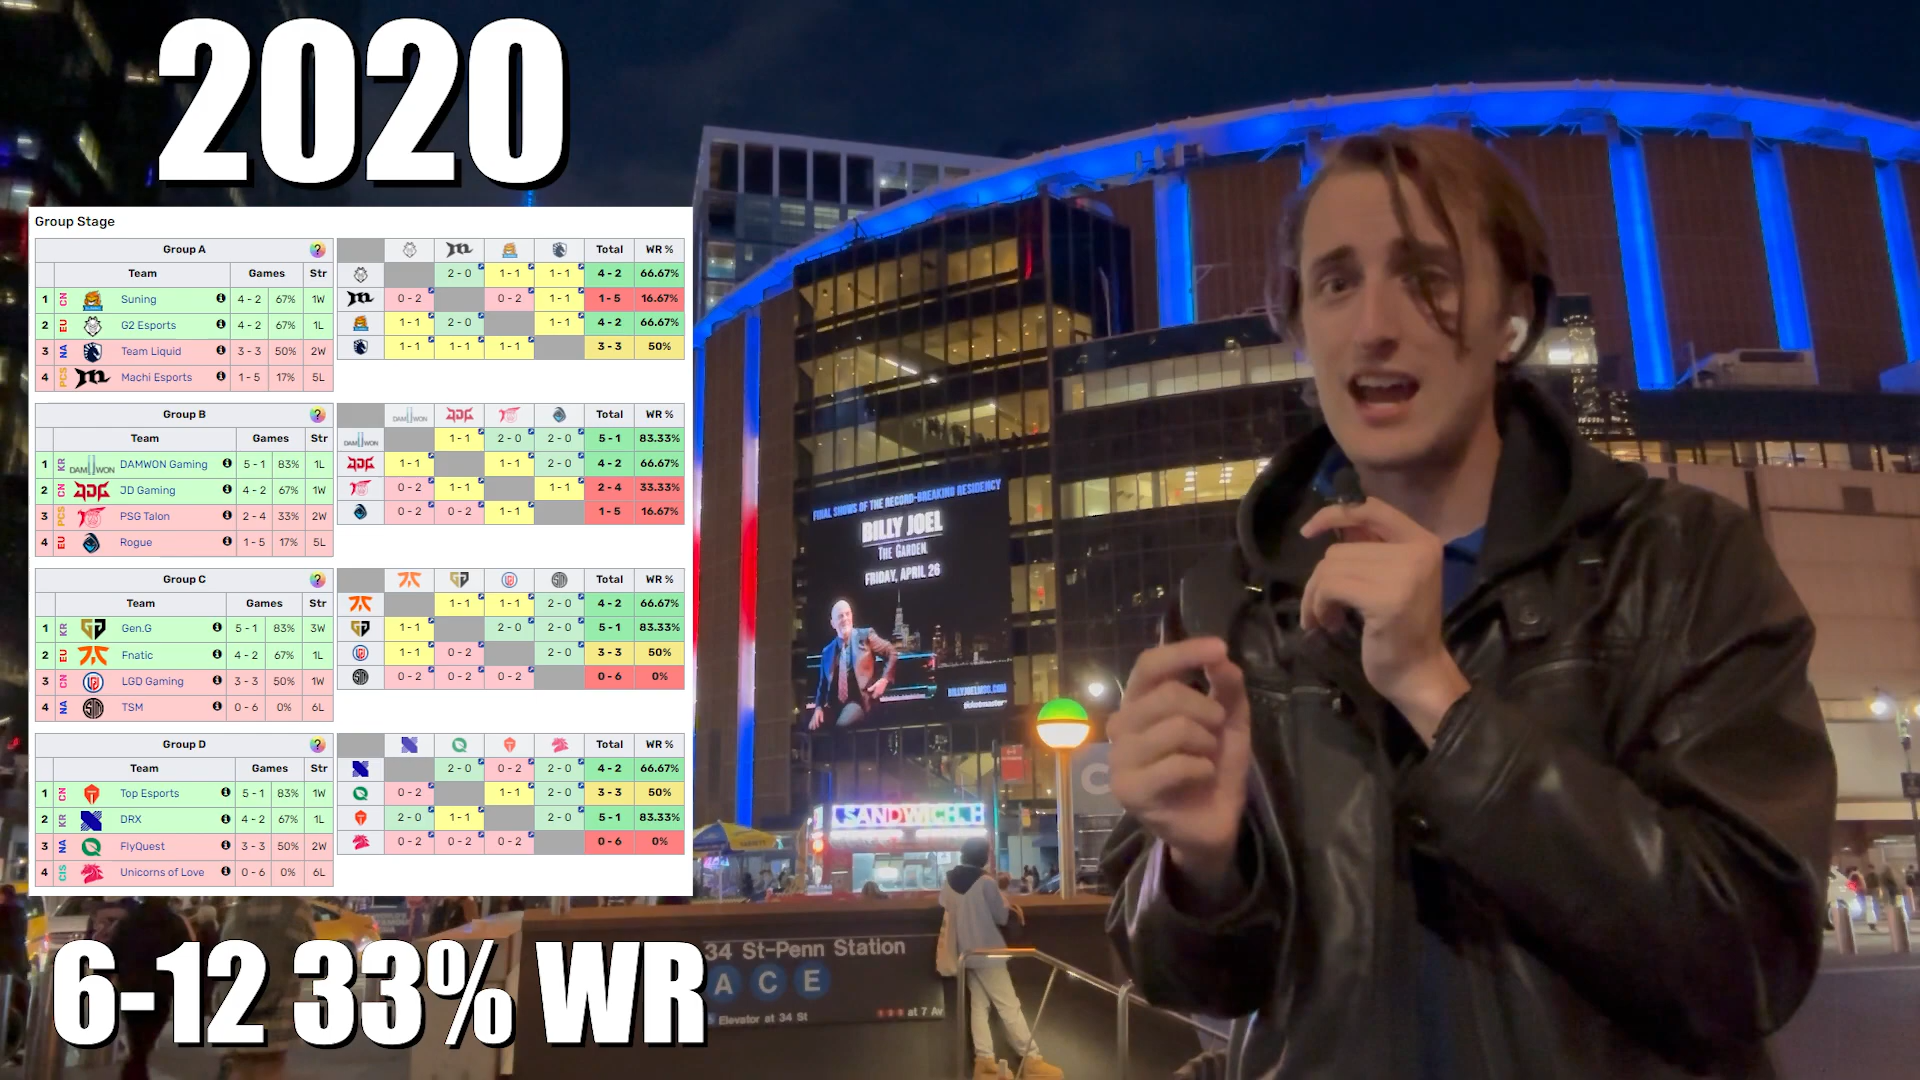 2020
Group Stage
Group A ?
Team Games Str
1 CN Suning 4 - 2 67% 1W
2 EU G2 Esports 4 - 2 67% 1L
3 NA Team Liquid 3 - 3 50% 2W
4 PCS Machi Esports 1 - 5 17% 5L
Total WR %
2 - 0 1 - 1 1 - 1 4 - 2 66.67%
0 - 2 0 - 2 1 - 1 1 - 5 16.67%
1 - 1 2 - 0 1 - 1 4 - 2 66.67%
1 - 1 1 - 1 1 - 1 3 - 3 50%
Group B ?
Team Games Str
1 KR DAMWON DAMWON Gaming 5 - 1 83% 1L
2 CN JDG JD Gaming 4 - 2 67% 1W
3 PCS PSG Talon 2 - 4 33% 2W
4 EU Rogue 1 - 5 17% 5L
DAMWON JDG Total WR %
DAMWON 1 - 1 2 - 0 2 - 0 5 - 1 83.33%
JDG 1 - 1 1 - 1 2 - 0 4 - 2 66.67%
0 - 2 1 - 1 1 - 1 2 - 4 33.33%
0 - 2 0 - 2 1 - 1 1 - 5 16.67%
Group C ?
Team Games Str
1 KR Gen.G 5 - 1 83% 3W
2 EU Fnatic 4 - 2 67% 1L
3 CN LGD Gaming 3 - 3 50% 1W
4 NA TSM 0 - 6 0% 6L
Total WR %
1 - 1 1 - 1 2 - 0 4 - 2 66.67%
1 - 1 2 - 0 2 - 0 5 - 1 83.33%
1 - 1 0 - 2 2 - 0 3 - 3 50%
0 - 2 0 - 2 0 - 2 0 - 6 0%
Group D ?
Team Games Str
1 CN Top Esports 5 - 1 83% 1W
2 KR DRX 4 - 2 67% 1L
3 NA FlyQuest 3 - 3 50% 2W
4 CIS Unicorns of Love 0 - 6 0% 6L
Total WR %
2 - 0 0 - 2 2 - 0 4 - 2 66.67%
0 - 2 1 - 1 2 - 0 3 - 3 50%
2 - 0 1 - 1 2 - 0 5 - 1 83.33%
0 - 2 0 - 2 0 - 2 0 - 6 0%
6-12 33% WR
FINAL SHOWS OF THE RECORD-BREAKING RESIDENCY
BILLY JOEL
THE GARDEN
FRIDAY, APRIL 26
BILLYJOELMSG.COM
ticketmaster
SANDWICH
34 St-Penn Station
A C E
Elevator at 34 St
at 7 Av